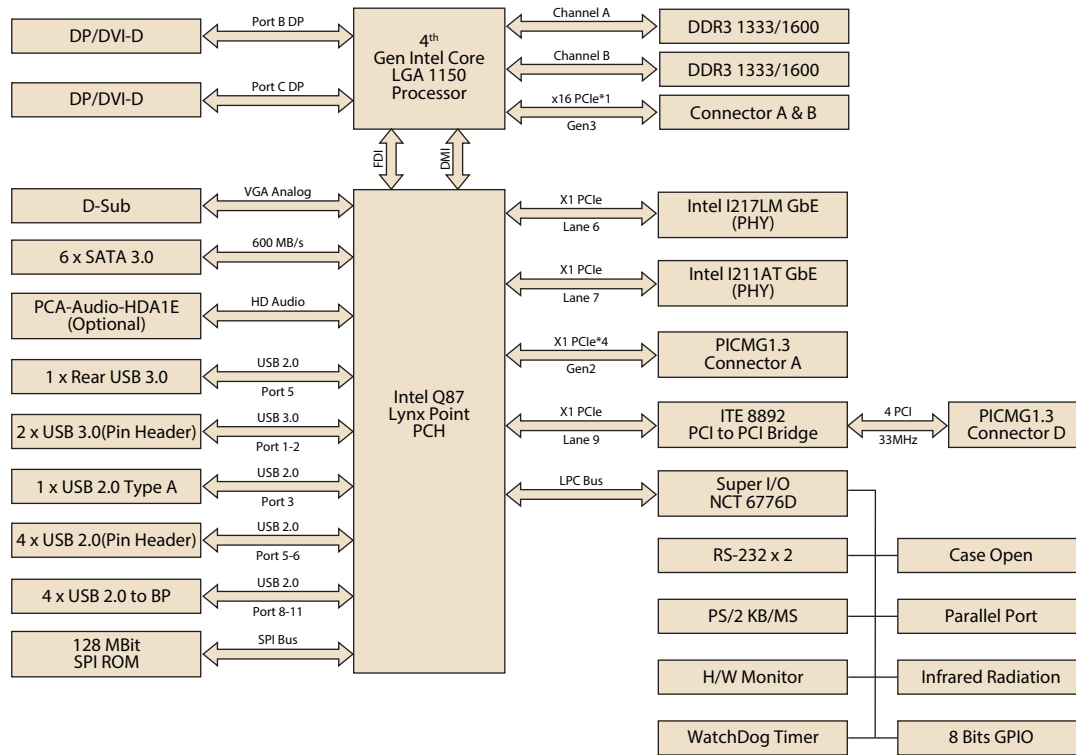 DP/DVI-D
Port B DP
4th
Gen Intel Core
LGA 1150
Processor
Channel A
DDR3 1333/1600
Channel B
DDR3 1333/1600
DP/DVI-D
Port C DP
x16 PCIe*1
Gen3
Connector A & B
FDI
DMI
D-Sub
VGA Analog
6 x SATA 3.0
600 MB/s
PCA-Audio-HDA1E
(Optional)
HD Audio
1 x Rear USB 3.0
USB 2.0
Port 5
2 x USB 3.0(Pin Header)
USB 3.0
Port 1-2
1 x USB 2.0 Type A
USB 2.0
Port 3
4 x USB 2.0(Pin Header)
USB 2.0
Port 5-6
4 x USB 2.0 to BP
USB 2.0
Port 8-11
128 MBit
SPI ROM
SPI Bus
Intel Q87
Lynx Point
PCH
X1 PCIe
Lane 6
Intel I217LM GbE
(PHY)
X1 PCIe
Lane 7
Intel I211AT GbE
(PHY)
X1 PCIe*4
Gen2
PICMG1.3
Connector A
X1 PCIe
Lane 9
ITE 8892
PCI to PCI Bridge
4 PCI
33MHz
PICMG1.3
Connector D
LPC Bus
Super I/O
NCT 6776D
RS-232 x 2
Case Open
PS/2 KB/MS
Parallel Port
H/W Monitor
Infrared Radiation
WatchDog Timer
8 Bits GPIO